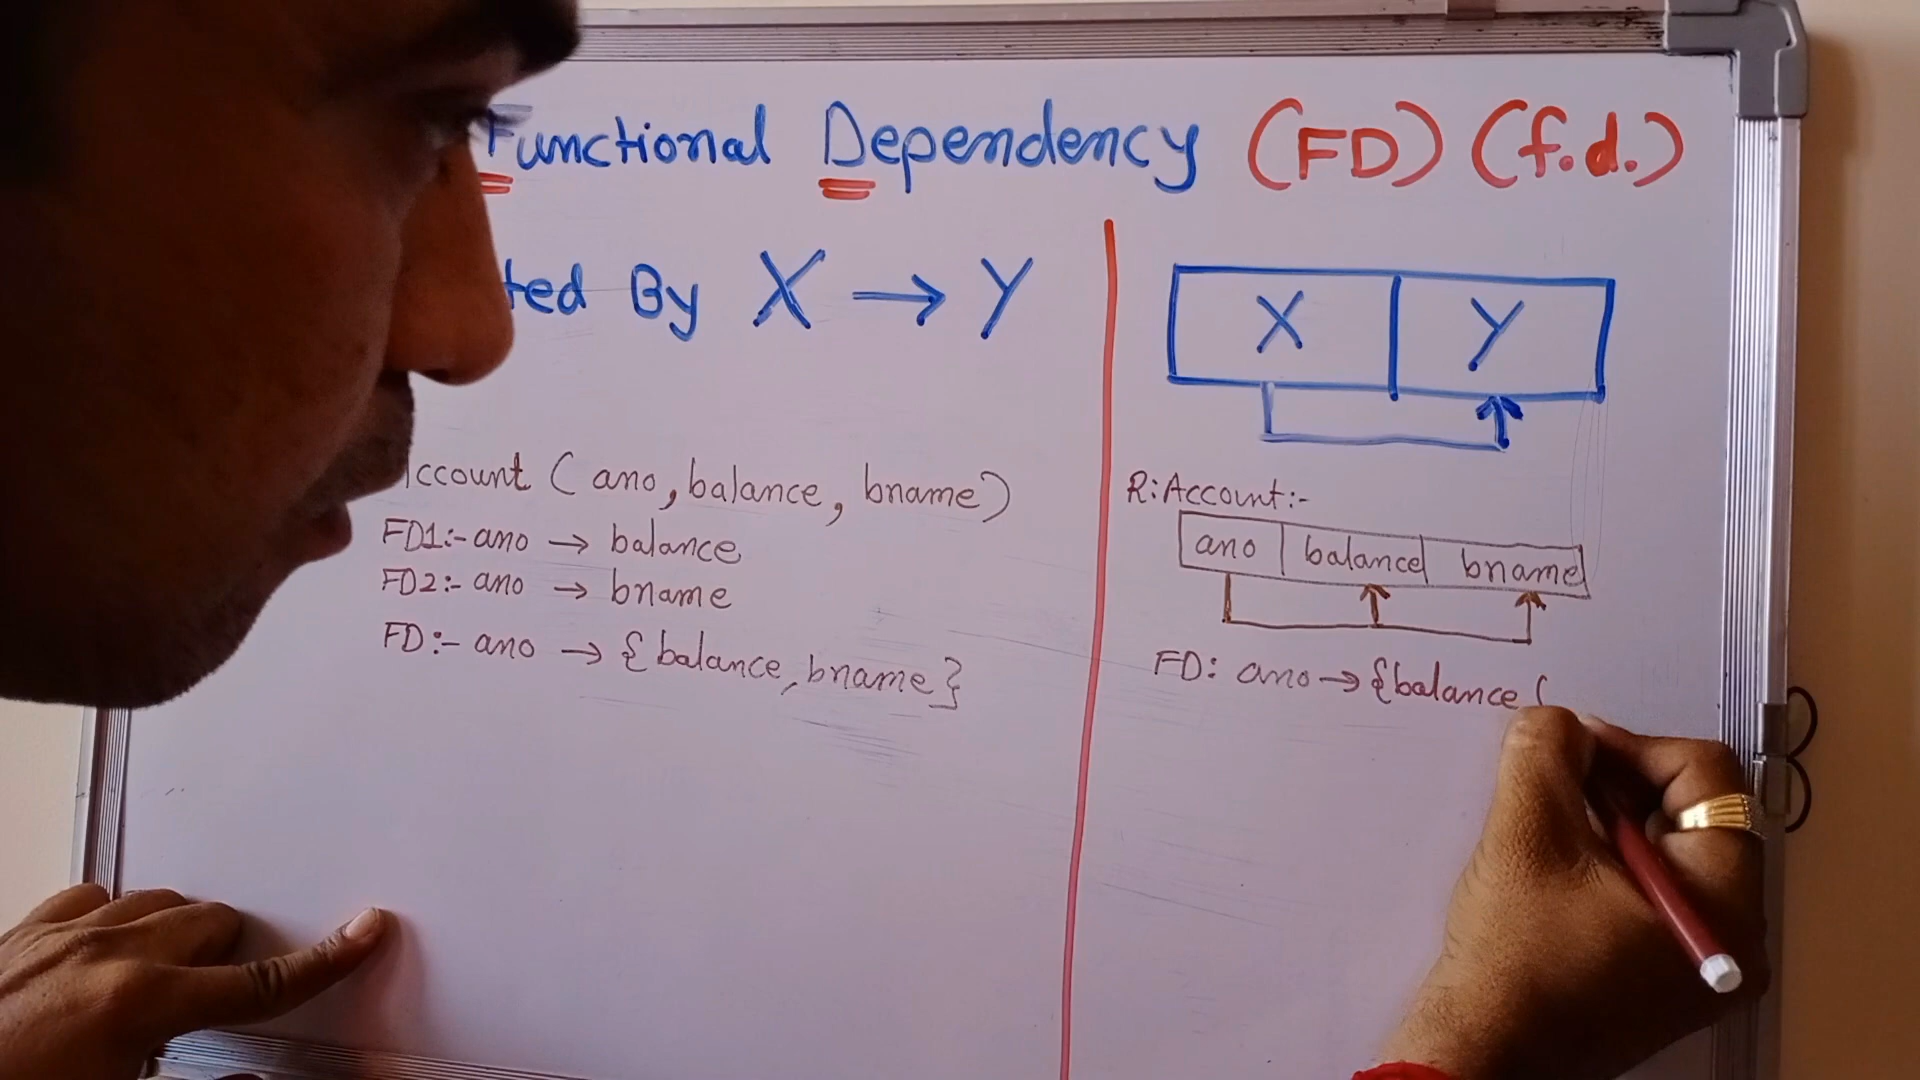 Functional Dependency (FD) (f.d.)
ted By X → Y
X Y
ccount (ano, balance, bname)
FD1:- ano → balance
FD2:- ano → bname
FD:- ano → {balance, bname}
R:Account:-
ano balance bname
FD: ano → {balance